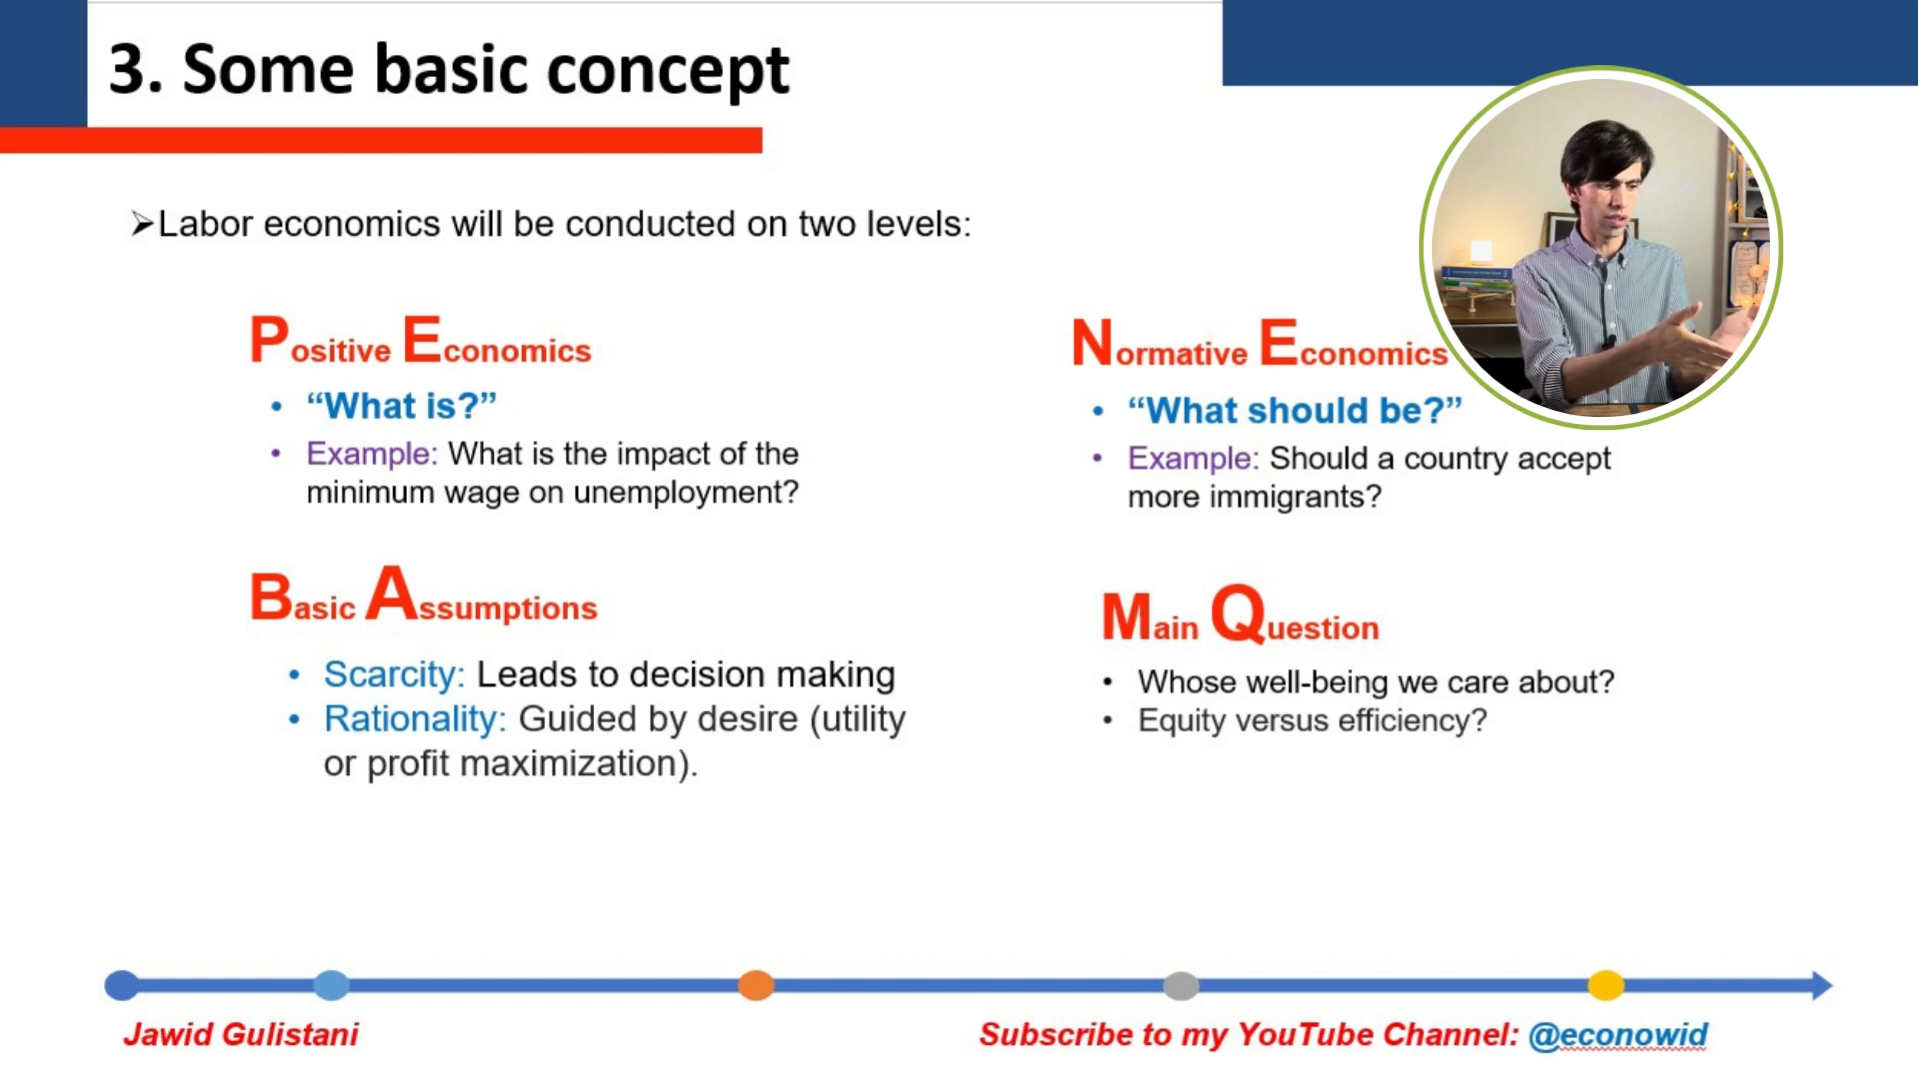 3. Some basic concept
➢Labor economics will be conducted on two levels:
Positive Economics
• “What is?”
• Example: What is the impact of the
minimum wage on unemployment?
Normative Economics
• “What should be?”
• Example: Should a country accept
more immigrants?
Basic Assumptions
• Scarcity: Leads to decision making
• Rationality: Guided by desire (utility
or profit maximization).
Main Question
• Whose well-being we care about?
• Equity versus efficiency?
Jawid Gulistani
Subscribe to my YouTube Channel: @econowid